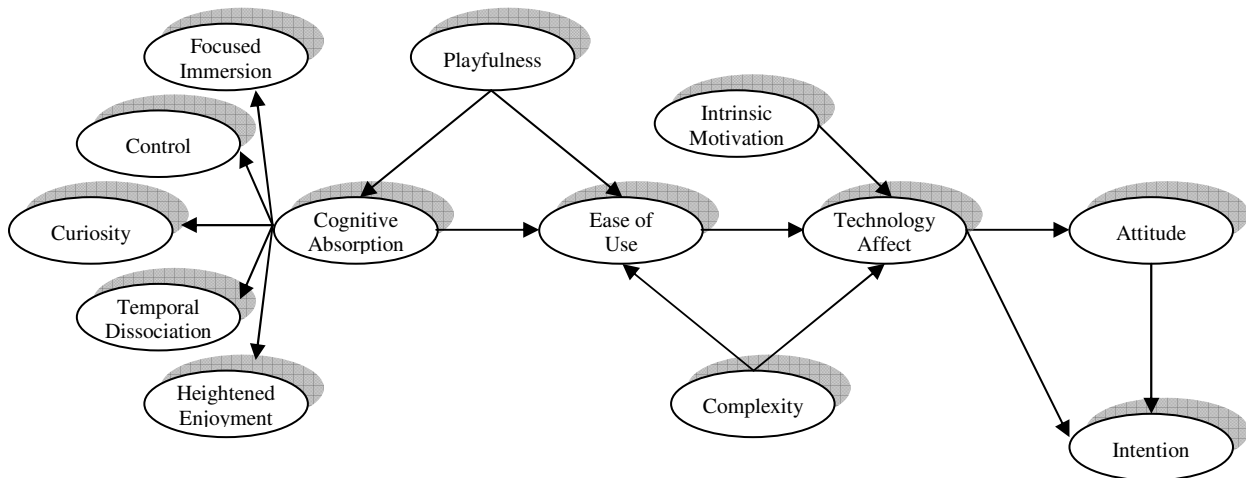 Focused
Immersion
Playfulness
Intrinsic
Motivation
Control
Curiosity
Cognitive
Absorption
Ease of
Use
Technology
Affect
Attitude
Temporal
Dissociation
Heightened
Enjoyment
Complexity
Intention